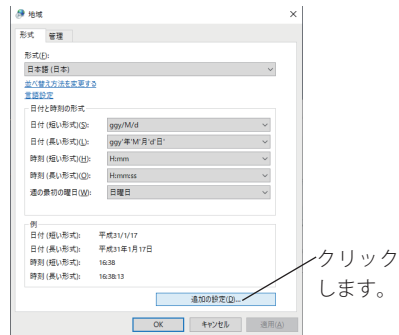 地域
形式 管理
形式(F):
日本語 (日本)
並べ替え方法を変更する
言語設定
日付と時刻の形式
日付 (短い形式)(S): ggy/M/d
日付 (長い形式)(L): ggy'年'M'月'd'日'
時刻 (短い形式)(H): H:mm
時刻 (長い形式)(O): H:mm:ss
週の最初の曜日(W): 日曜日
例
日付 (短い形式): 平成31/1/17
日付 (長い形式): 平成31年1月17日
時刻 (短い形式): 16:38
時刻 (長い形式): 16:38:13
追加の設定(D)...
クリック
します。
OK キャンセル 適用(A)